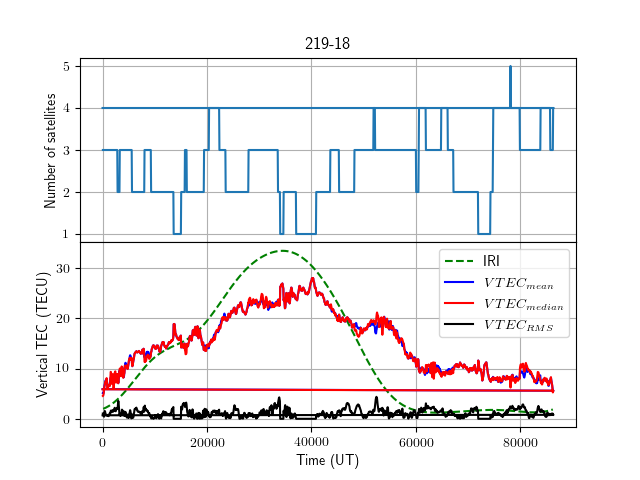 219-18
Number of satellites
5
4
3
2
1
Vertical TEC (TECU)
30
20
10
0
IRI
VTEC_mean
VTEC_median
VTEC_RMS
0 20000 40000 60000 80000
Time (UT)